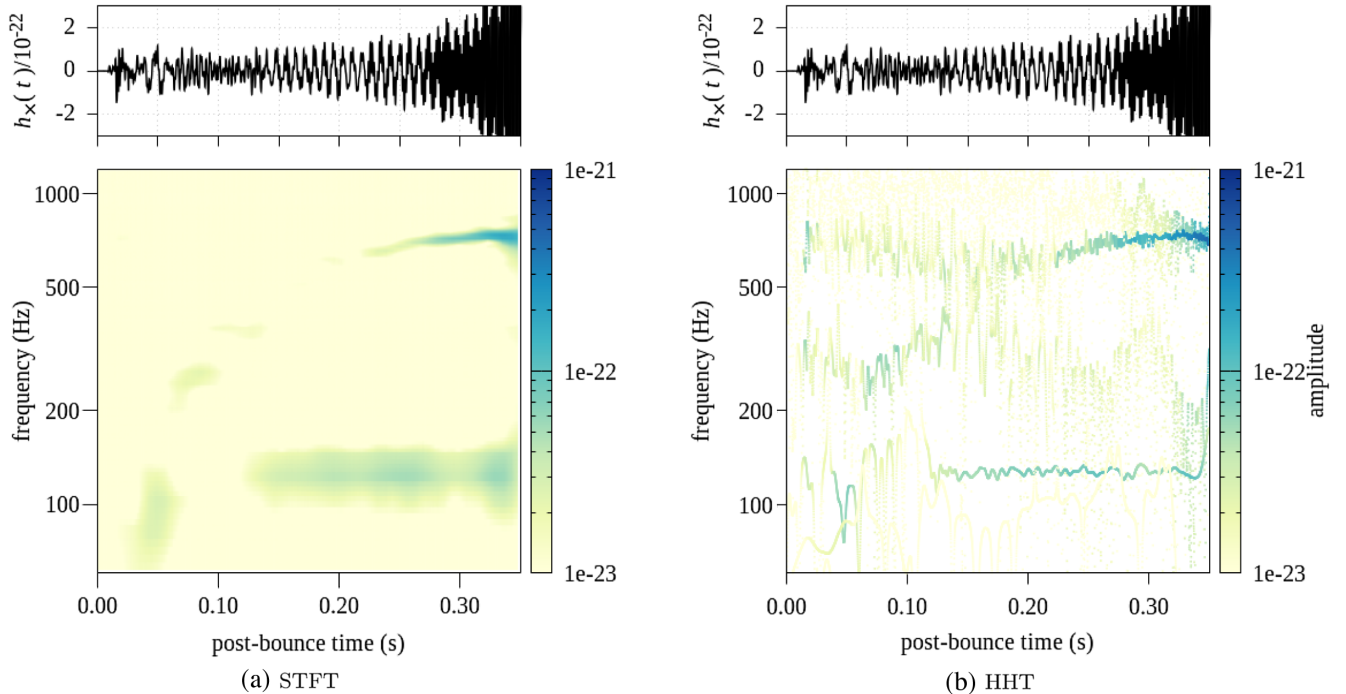 h×( t )/10-22
2
0
-2
1000
500
200
100
frequency (Hz)
0.00 0.10 0.20 0.30
post-bounce time (s)
1e-21
1e-22
1e-23
(a) STFT
h×( t )/10-22
2
0
-2
1000
500
200
100
frequency (Hz)
0.00 0.10 0.20 0.30
post-bounce time (s)
1e-21
1e-22
1e-23
amplitude
(b) HHT